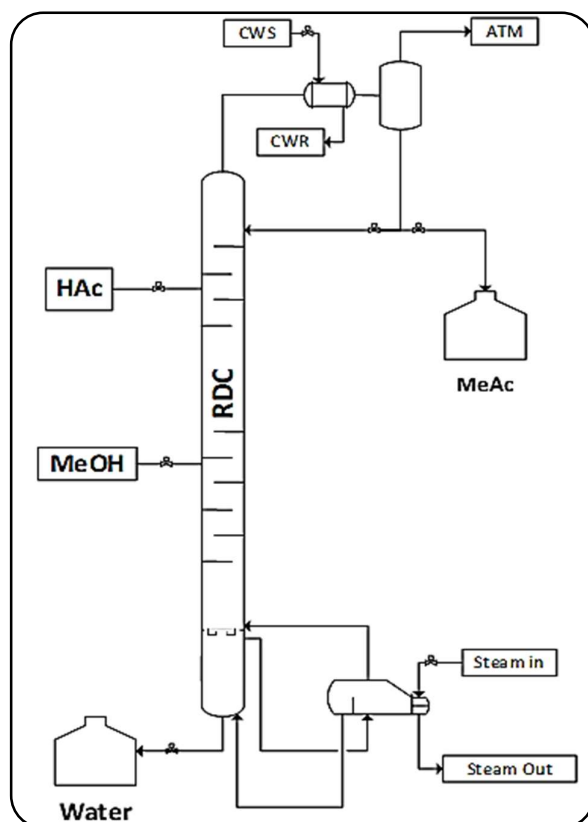 CWS
ATM
CWR
HAc
RDC
MeAc
MeOH
Steam in
Steam Out
Water